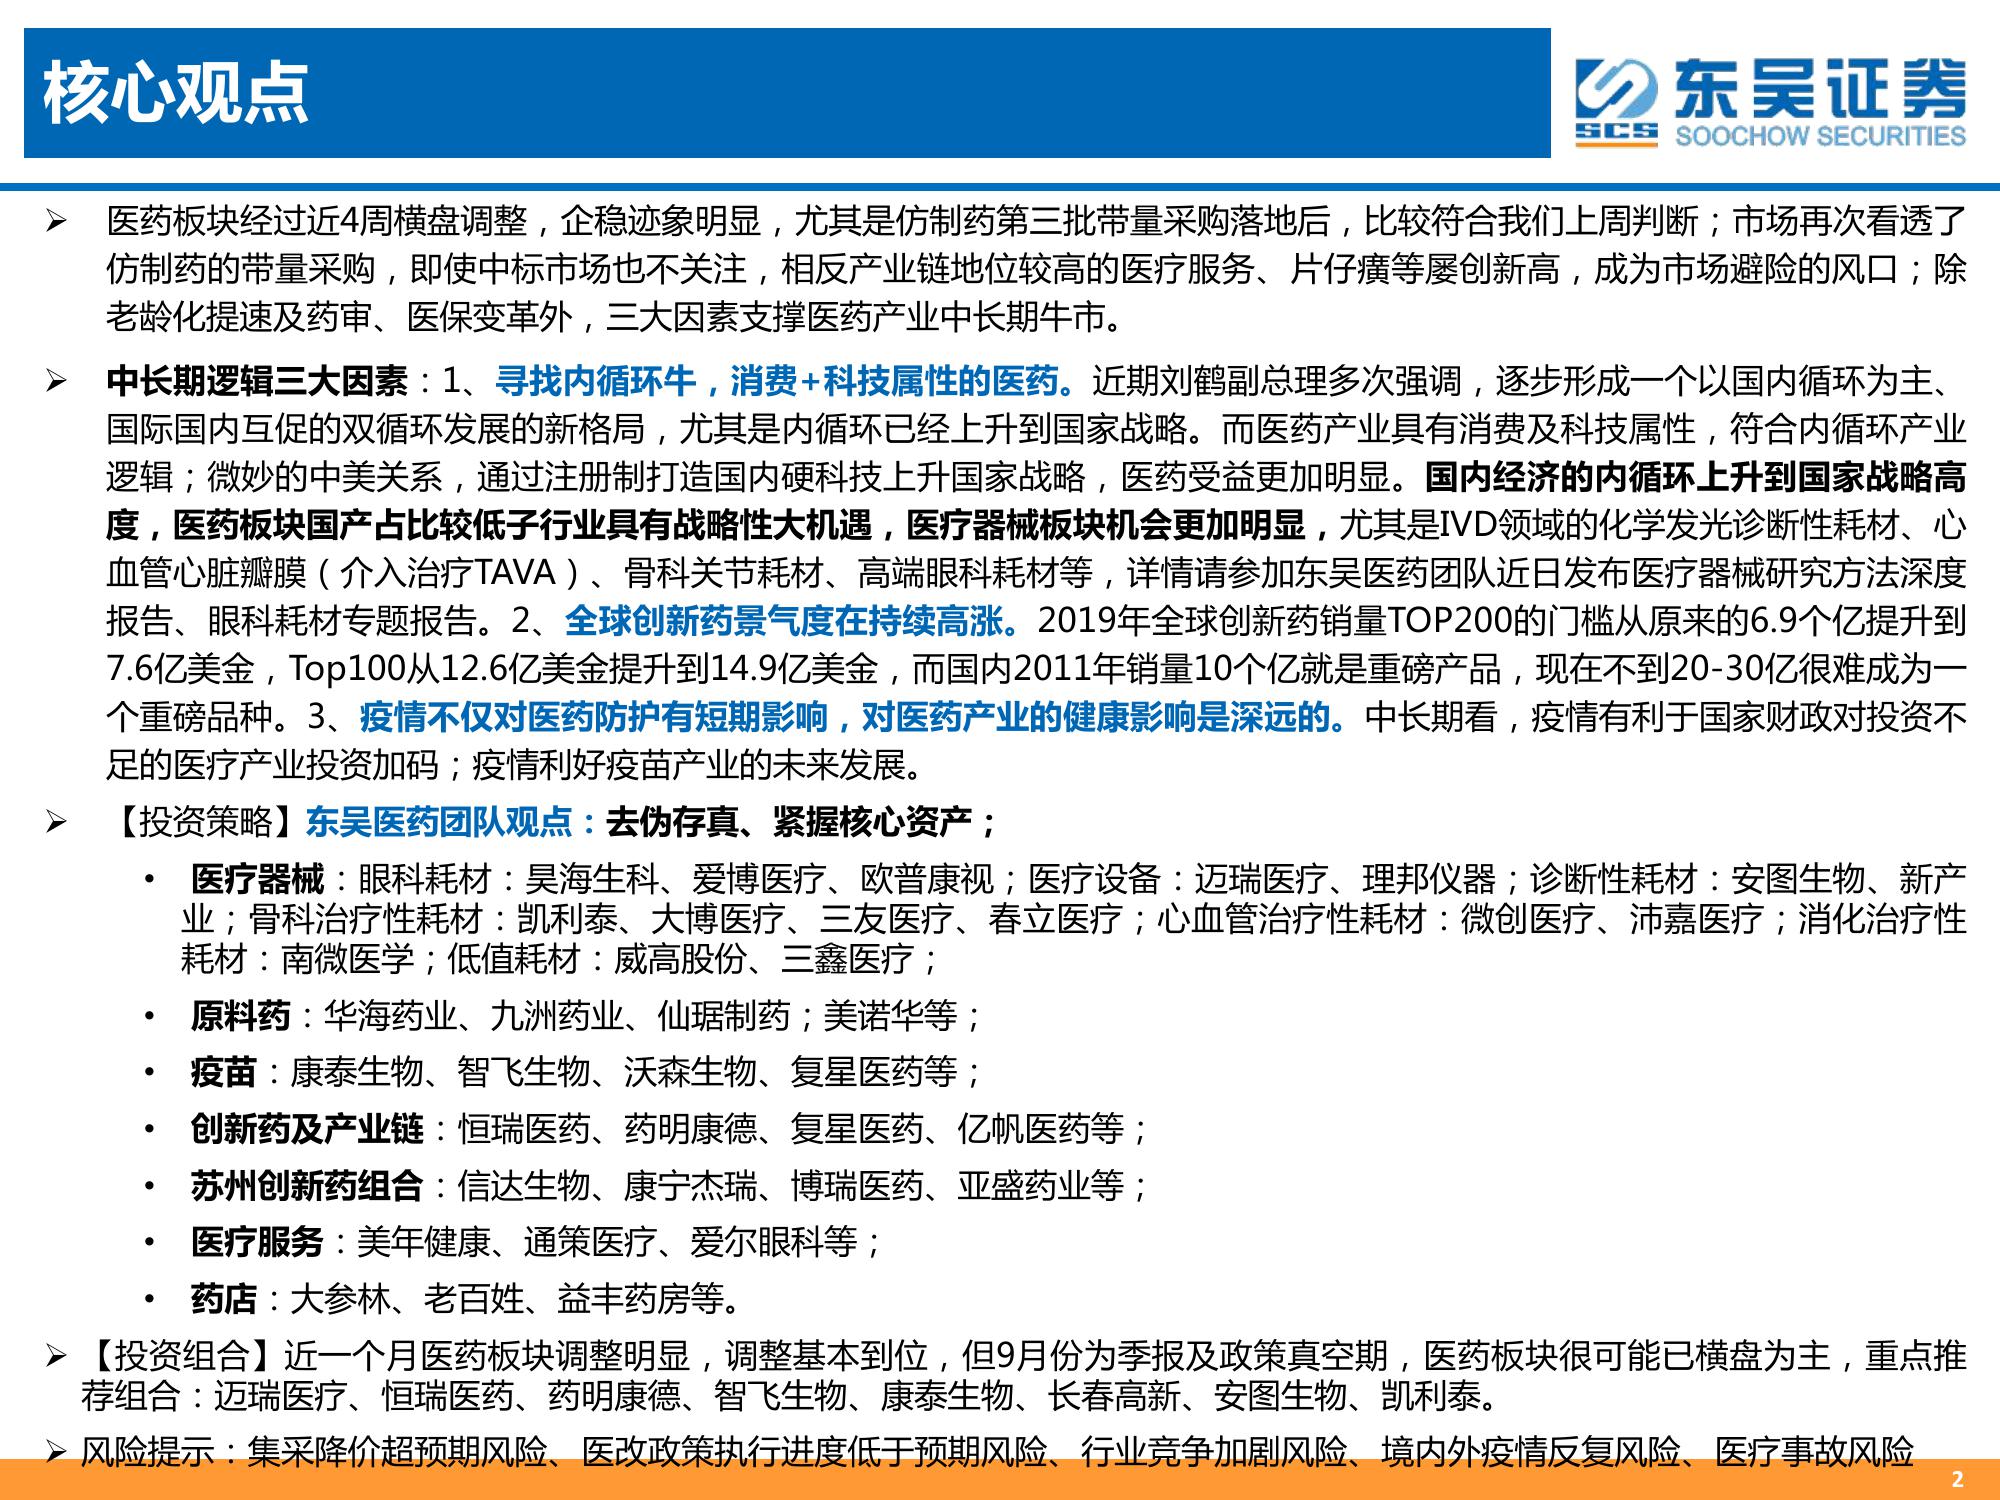 核心观点
东吴证券
SCS
SOOCHOW SECURITIES
➢ 医药板块经过近4周横盘调整，企稳迹象明显，尤其是仿制药第三批带量采购落地后，比较符合我们上周判断；市场再次看透了
仿制药的带量采购，即使中标市场也不关注，相反产业链地位较高的医疗服务、片仔癀等屡创新高，成为市场避险的风口；除
老龄化提速及药审、医保变革外，三大因素支撑医药产业中长期牛市。
➢ 中长期逻辑三大因素：1、寻找内循环牛，消费+科技属性的医药。近期刘鹤副总理多次强调，逐步形成一个以国内循环为主、
国际国内互促的双循环发展的新格局，尤其是内循环已经上升到国家战略。而医药产业具有消费及科技属性，符合内循环产业
逻辑；微妙的中美关系，通过注册制打造国内硬科技上升国家战略，医药受益更加明显。国内经济的内循环上升到国家战略高
度，医药板块国产占比较低子行业具有战略性大机遇，医疗器械板块机会更加明显，尤其是IVD领域的化学发光诊断性耗材、心
血管心脏瓣膜（介入治疗TAVA）、骨科关节耗材、高端眼科耗材等，详情请参加东吴医药团队近日发布医疗器械研究方法深度
报告、眼科耗材专题报告。2、全球创新药景气度在持续高涨。2019年全球创新药销量TOP200的门槛从原来的6.9个亿提升到
7.6亿美金，Top100从12.6亿美金提升到14.9亿美金，而国内2011年销量10个亿就是重磅产品，现在不到20-30亿很难成为一
个重磅品种。3、疫情不仅对医药防护有短期影响，对医药产业的健康影响是深远的。中长期看，疫情有利于国家财政对投资不
足的医疗产业投资加码；疫情利好疫苗产业的未来发展。
➢ 【投资策略】东吴医药团队观点：去伪存真、紧握核心资产；
• 医疗器械：眼科耗材：昊海生科、爱博医疗、欧普康视；医疗设备：迈瑞医疗、理邦仪器；诊断性耗材：安图生物、新产
业；骨科治疗性耗材：凯利泰、大博医疗、三友医疗、春立医疗；心血管治疗性耗材：微创医疗、沛嘉医疗；消化治疗性
耗材：南微医学；低值耗材：威高股份、三鑫医疗；
• 原料药：华海药业、九洲药业、仙琚制药；美诺华等；
• 疫苗：康泰生物、智飞生物、沃森生物、复星医药等；
• 创新药及产业链：恒瑞医药、药明康德、复星医药、亿帆医药等；
• 苏州创新药组合：信达生物、康宁杰瑞、博瑞医药、亚盛药业等；
• 医疗服务：美年健康、通策医疗、爱尔眼科等；
• 药店：大参林、老百姓、益丰药房等。
➢ 【投资组合】近一个月医药板块调整明显，调整基本到位，但9月份为季报及政策真空期，医药板块很可能已横盘为主，重点推
荐组合：迈瑞医疗、恒瑞医药、药明康德、智飞生物、康泰生物、长春高新、安图生物、凯利泰。
➢ 风险提示：集采降价超预期风险、医改政策执行进度低于预期风险、行业竞争加剧风险、境内外疫情反复风险、医疗事故风险
2